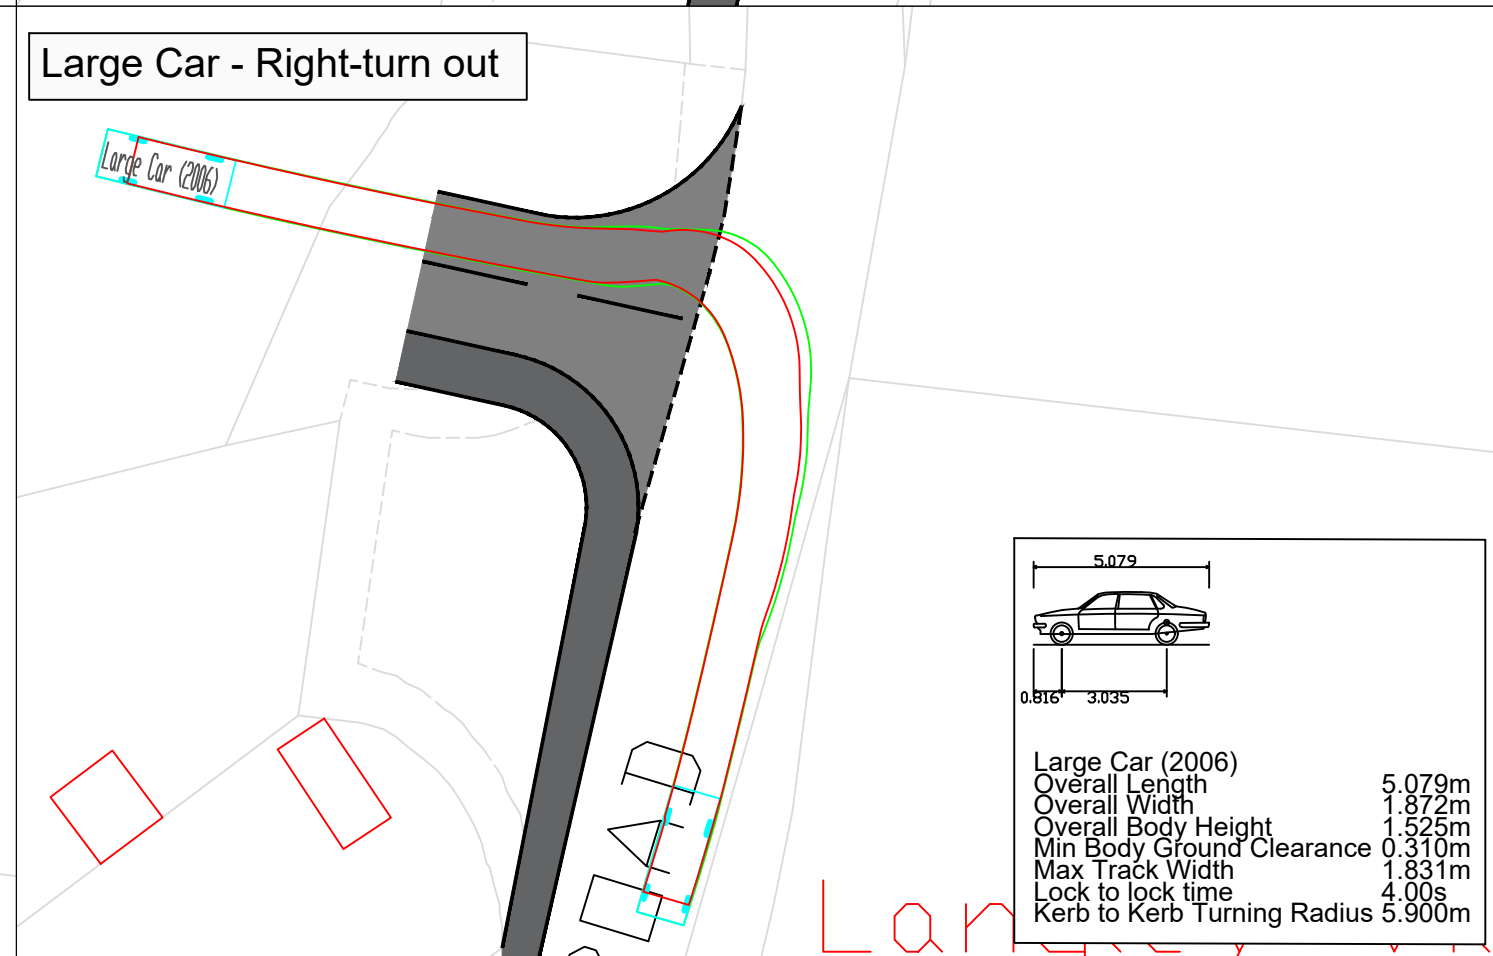 Large Car - Right-turn out
Large Car (2006)
5.079
0.816
3.035
Large Car (2006)
Overall Length 5.079m
Overall Width 1.872m
Overall Body Height 1.525m
Min Body Ground Clearance 0.310m
Max Track Width 1.831m
Lock to lock time 4.00s
Kerb to Kerb Turning Radius 5.900m